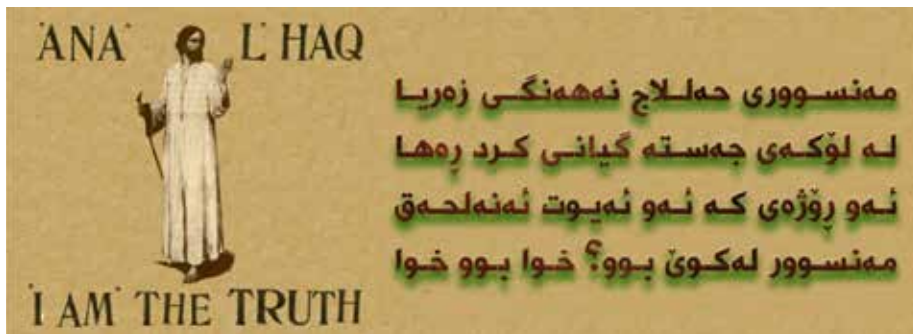 'ANA' L' HAQ
'I AM' THE TRUTH
مەنسووری حەللاج نەهەنگی زەریا
لە لۆکەی جەستە گیانی کرد ڕەها
ئەو ڕۆژەی کە ئەو ئەیوت ئەنەلحەق
مەنسوور لەکوێ بوو؟ خوا بوو خوا